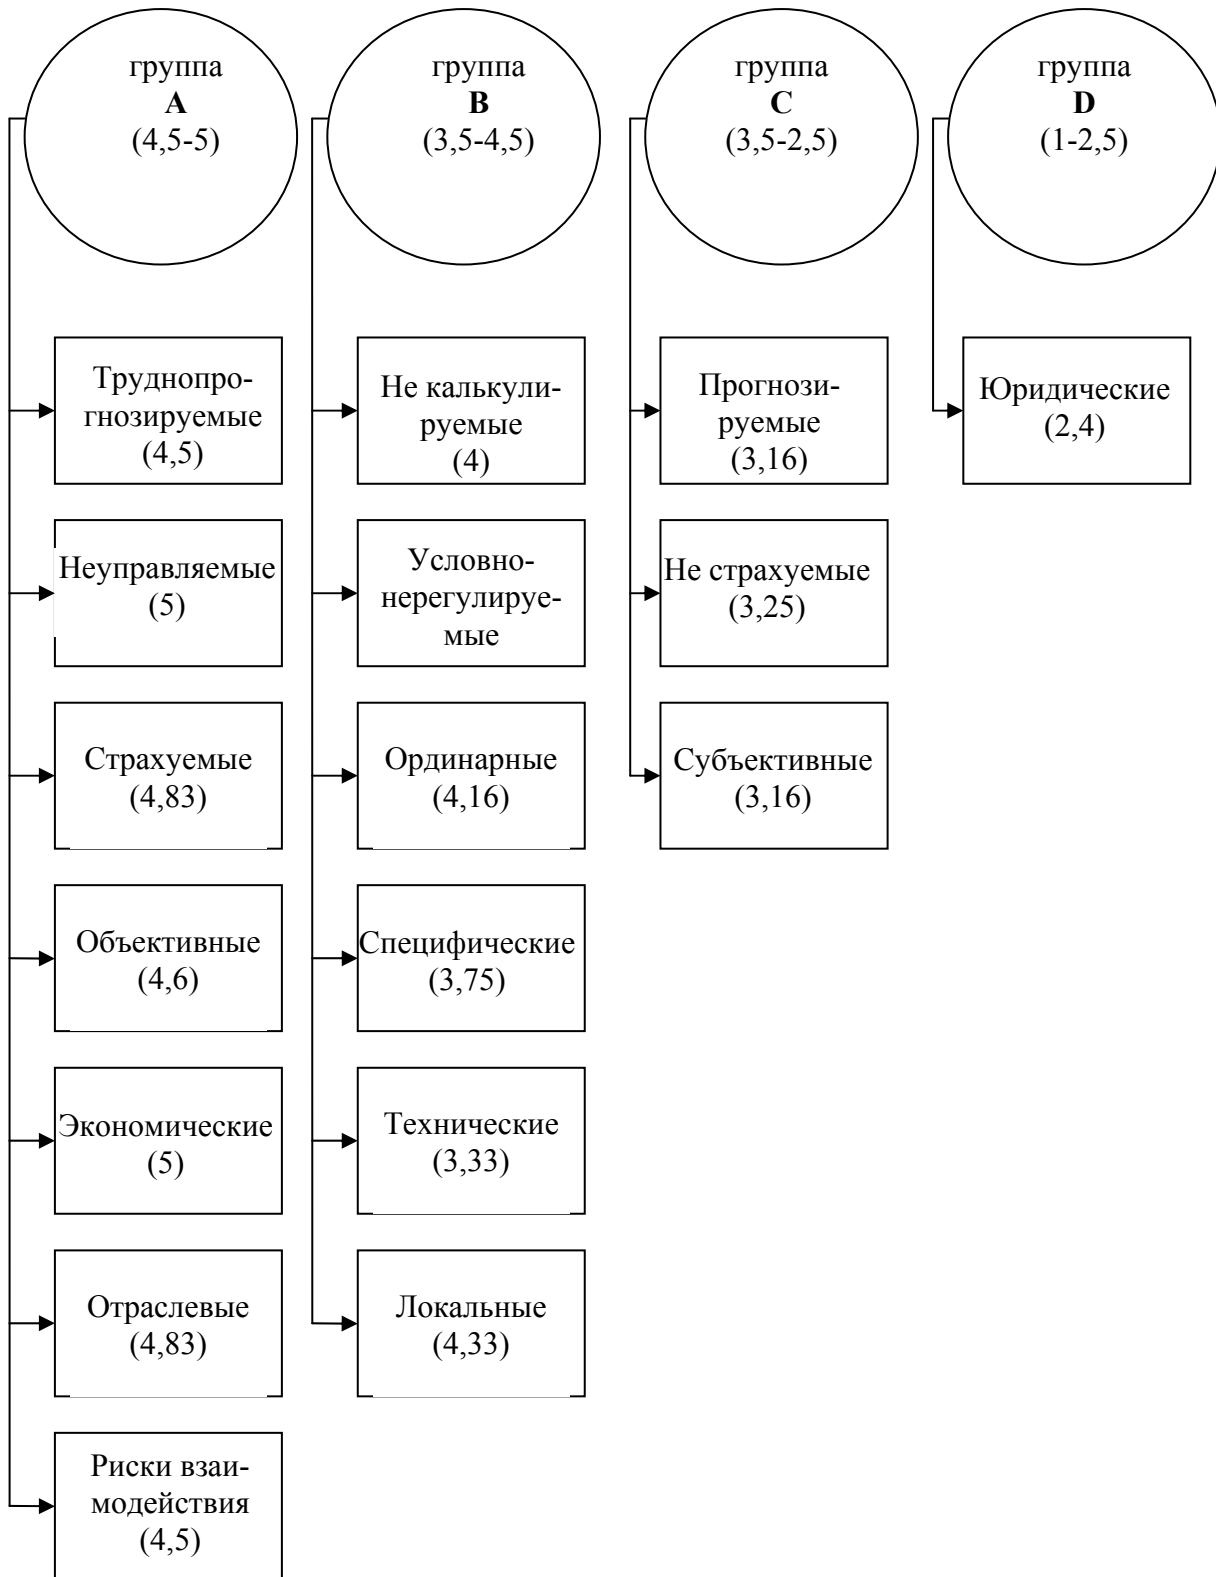 группа
A
(4,5-5)
группа
B
(3,5-4,5)
группа
C
(3,5-2,5)
группа
D
(1-2,5)
Труднопро-
гнозируемые
(4,5)
Неуправляемые
(5)
Страхуемые
(4,83)
Объективные
(4,6)
Экономические
(5)
Отраслевые
(4,83)
Риски взаи-
модействия
(4,5)
Не калькули-
руемые
(4)
Условно-
нерегулируе-
мые
Ординарные
(4,16)
Специфические
(3,75)
Технические
(3,33)
Локальные
(4,33)
Прогнози-
руемые
(3,16)
Не страхуемые
(3,25)
Субъективные
(3,16)
Юридические
(2,4)